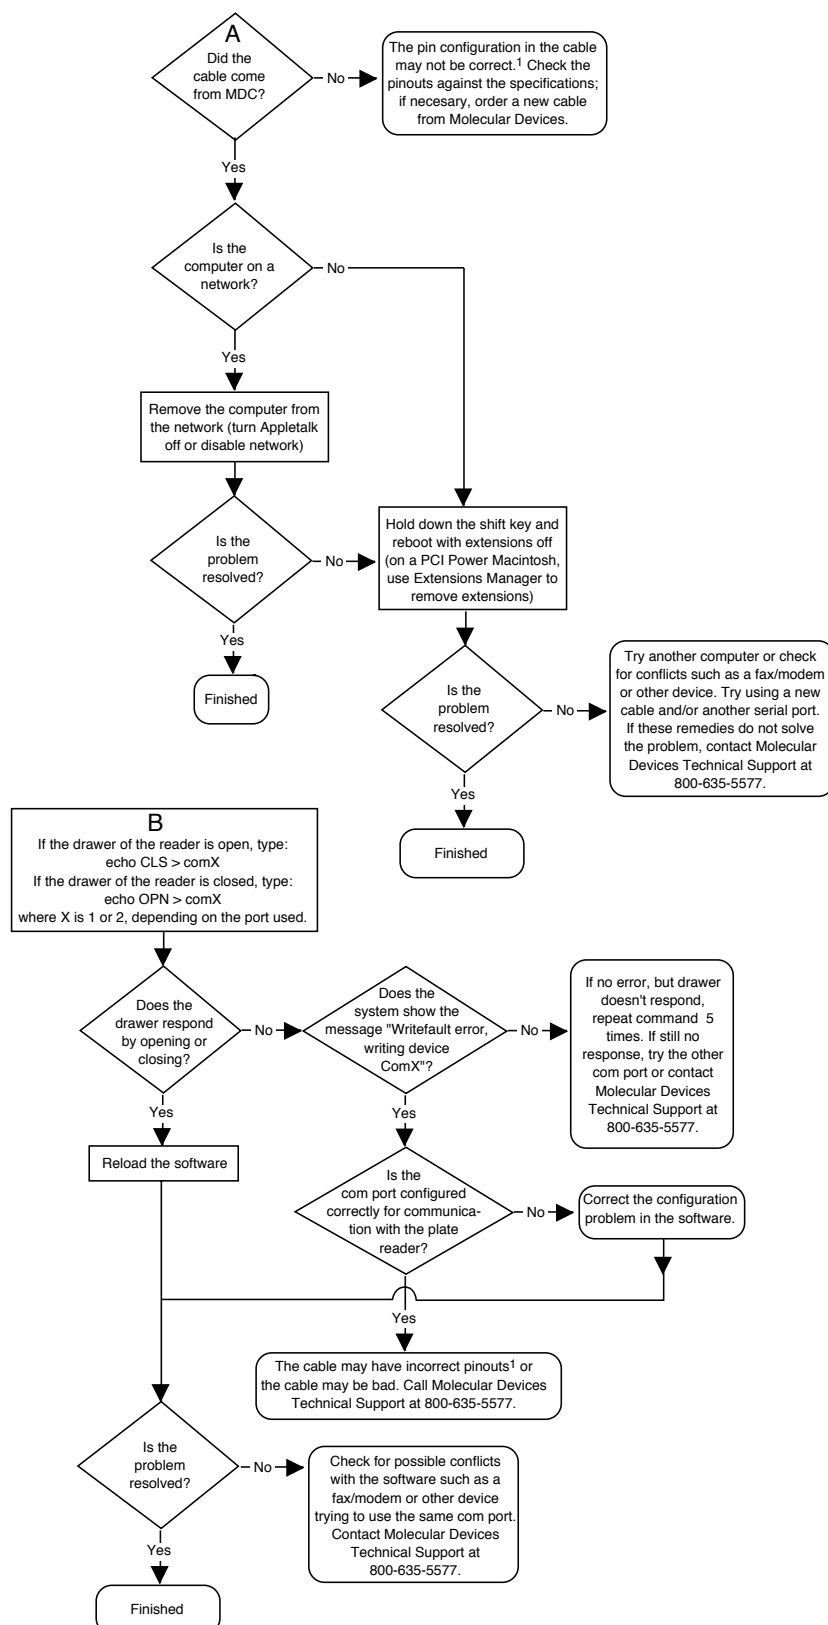 A
Did the
cable come
from MDC?
No
The pin configuration in the cable
may not be correct.1 Check the
pinouts against the specifications;
if necesary, order a new cable
from Molecular Devices.
Yes
Is the
computer on a
network?
No
Yes
Remove the computer from
the network (turn Appletalk
off or disable network)
Is the
problem
resolved?
No
Hold down the shift key and
reboot with extensions off
(on a PCI Power Macintosh,
use Extensions Manager to
remove extensions)
Yes
Finished
Is the
problem
resolved?
No
Try another computer or check
for conflicts such as a fax/modem
or other device. Try using a new
cable and/or another serial port.
If these remedies do not solve
the problem, contact Molecular
Devices Technical Support at
800-635-5577.
Yes
Finished
B
If the drawer of the reader is open, type:
echo CLS > comX
If the drawer of the reader is closed, type:
echo OPN > comX
where X is 1 or 2, depending on the port used.
Does the
drawer respond
by opening or
closing?
No
Does the
system show the
message "Writefault error,
writing device
ComX"?
No
If no error, but drawer
doesn't respond,
repeat command 5
times. If still no
response, try the other
com port or contact
Molecular Devices
Technical Support at
800-635-5577.
Yes
Reload the software
Yes
Is the
com port configured
correctly for communica-
tion with the plate
reader?
No
Correct the configuration
problem in the software.
Yes
The cable may have incorrect pinouts1 or
the cable may be bad. Call Molecular Devices
Technical Support at 800-635-5577.
Is the
problem
resolved?
No
Check for possible conflicts
with the software such as a
fax/modem or other device
trying to use the same com port.
Contact Molecular Devices
Technical Support at
800-635-5577.
Yes
Finished